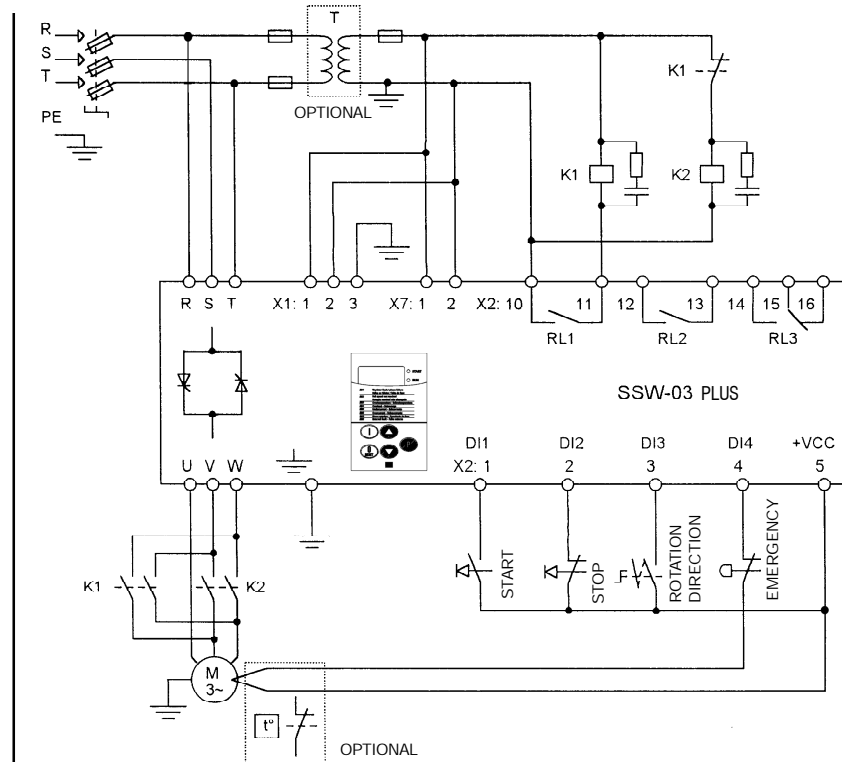 T
R
S
T
PE
OPTIONAL
K1
K1
K2
R S T X1: 1 2 3 X7: 1 2 X2: 10 11 12 13 14 15 16
RL1 RL2 RL3
SSW-03 PLUS
START
DI1 DI2 DI3 DI4 +VCC
U V W X2: 1 2 3 4 5
START
STOP
ROTATION
DIRECTION
EMERGENCY
K1 K2
M
3~
t°
OPTIONAL